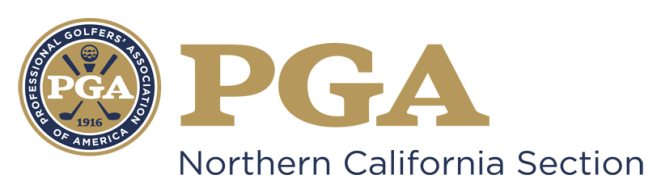 PROFESSIONAL GOLFERS' ASSOCIATION
OF AMERICA
PGA
1916
PGA
Northern California Section